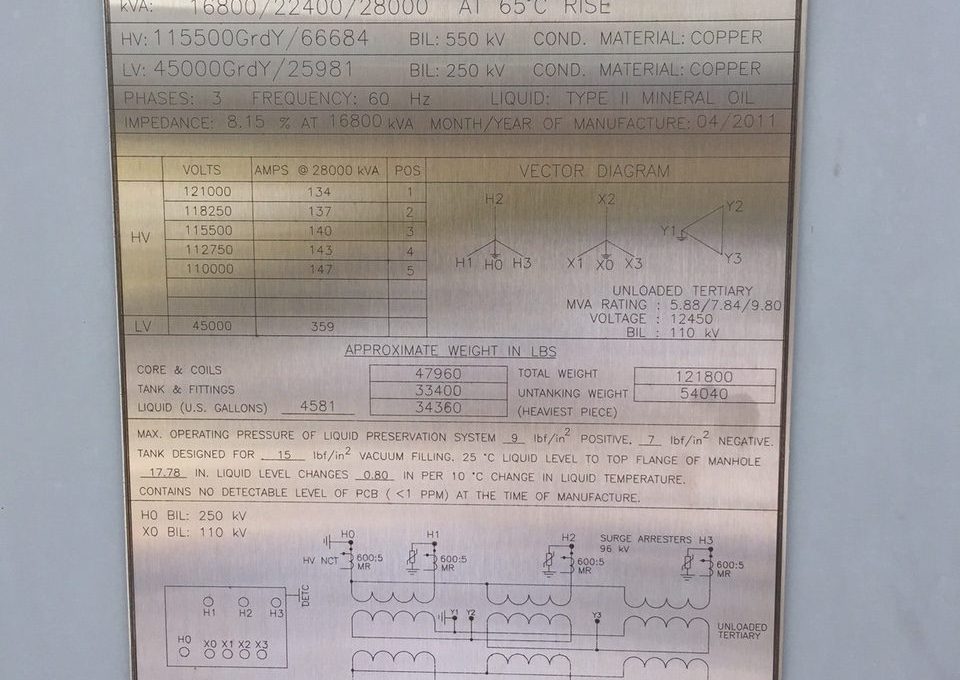 kVA: 16800/22400/28000 AT 65°C RISE
HV: 115500GrdY/66684 BIL: 550 kV COND. MATERIAL: COPPER
LV: 45000GrdY/25981 BIL: 250 kV COND. MATERIAL: COPPER
PHASES: 3 FREQUENCY: 60 Hz LIQUID: TYPE II MINERAL OIL
IMPEDANCE: 8.15 % AT 16800 kVA MONTH/YEAR OF MANUFACTURE: 04/2011
VOLTS AMPS @ 28000 kVA POS VECTOR DIAGRAM
121000 134 1
118250 137 2
HV 115500 140 3
112750 143 4
110000 147 5
LV 45000 359
H2 X2 Y2
Y1
H1 H0 H3 X1 X0 X3 Y3
UNLOADED TERTIARY
MVA RATING : 5.88/7.84/9.80
VOLTAGE : 12450
BIL : 110 kV
APPROXIMATE WEIGHT IN LBS
CORE & COILS 47960 TOTAL WEIGHT 121800
TANK & FITTINGS 33400 UNTANKING WEIGHT 54040
LIQUID (U.S. GALLONS) 4581 34360 (HEAVIEST PIECE)
MAX. OPERATING PRESSURE OF LIQUID PRESERVATION SYSTEM 9 lbf/in² POSITIVE, 7 lbf/in² NEGATIVE.
TANK DESIGNED FOR 15 lbf/in² VACUUM FILLING. 25 °C LIQUID LEVEL TO TOP FLANGE OF MANHOLE
17.78 IN. LIQUID LEVEL CHANGES 0.80 IN PER 10 °C CHANGE IN LIQUID TEMPERATURE.
CONTAINS NO DETECTABLE LEVEL OF PCB (<1 PPM) AT THE TIME OF MANUFACTURE.
H0 BIL: 250 kV
X0 BIL: 110 kV
H0 H1 H2 SURGE ARRESTERS H3
96 kV
HV NCT 600:5 600:5 600:5 600:5
MR MR MR MR
DETC
H1 H2 H3
Y1 Y2 Y3
UNLOADED
TERTIARY
H0 X0 X1 X2 X3